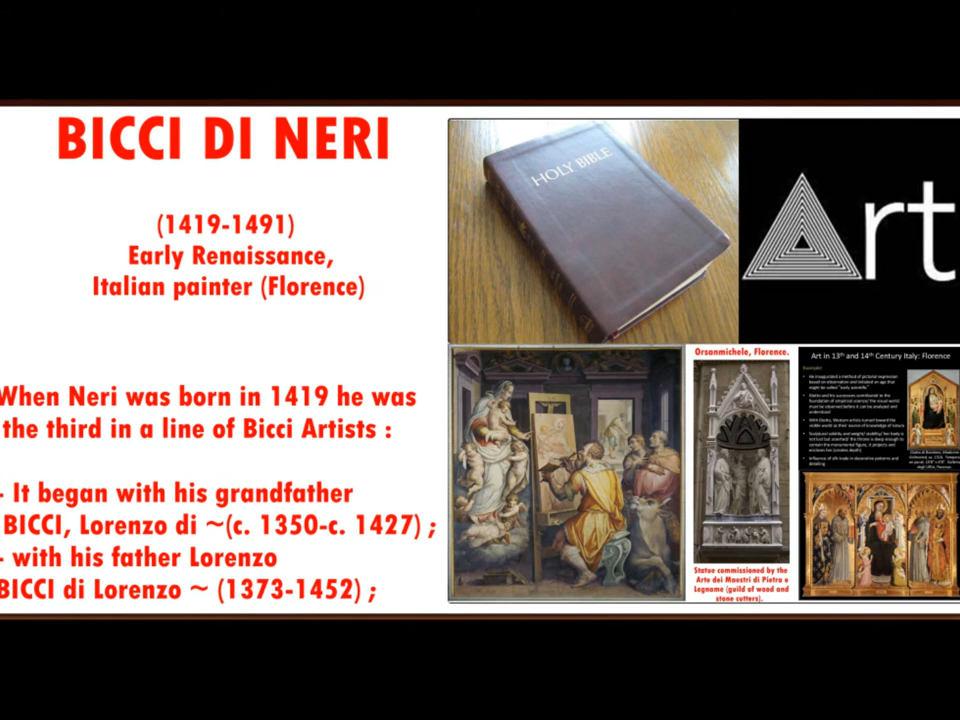 BICCI DI NERI
(1419-1491)
Early Renaissance,
Italian painter (Florence)
When Neri was born in 1419 he was
the third in a line of Bicci Artists :
- It began with his grandfather
BICCI, Lorenzo di ~(c. 1350-c. 1427) ;
- with his father Lorenzo
BICCI di Lorenzo ~ (1373-1452) ;
HOLY BIBLE
Art
Orsanmichele, Florence.
Statue commissioned by the
Arte dei Maestri di Pietra e
Legname (guild of wood and
stone cutters).
Art in 13th and 14th Century Italy: Florence